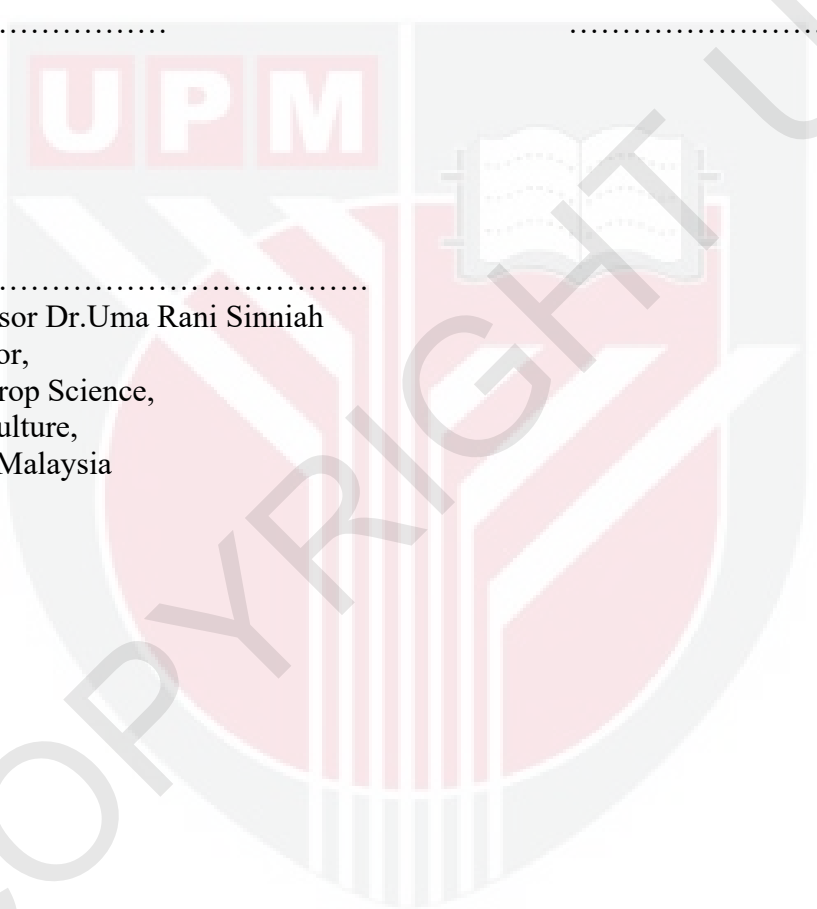 ……………… ………………………
UPM
……………………………………
sor Dr.Uma Rani Sinniah
or,
rop Science,
ulture,
Malaysia
COPYRIGHT U